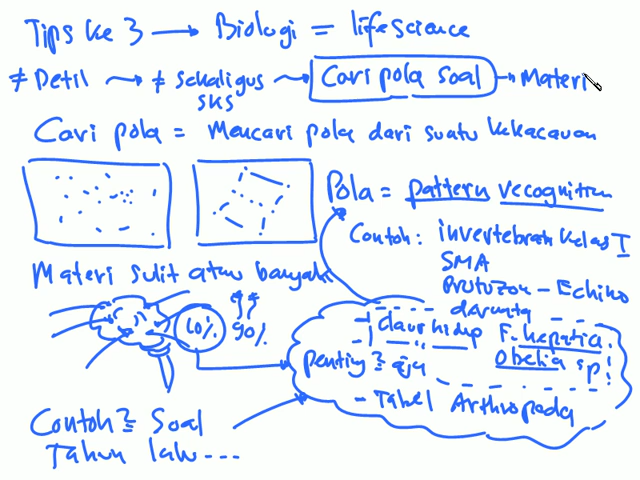 Tips ke 3 → Biologi = lifescience
≠ Detil → ≠ Sekaligus SKS → Cari pola soal → Materi
Cari pola = Mencari pola dari suatu kekacauan
Pola = pattern recognition
Contoh : invertebrata kelas I
SMA
Protozoa - Echino
dermata
Materi sulit atau banyak
10%
90%
- daur hidup F. hepatica
Obelia sp!
penting2 aja
- Tabel Arthropoda
Contoh2 Soal
Tahun lalu ...